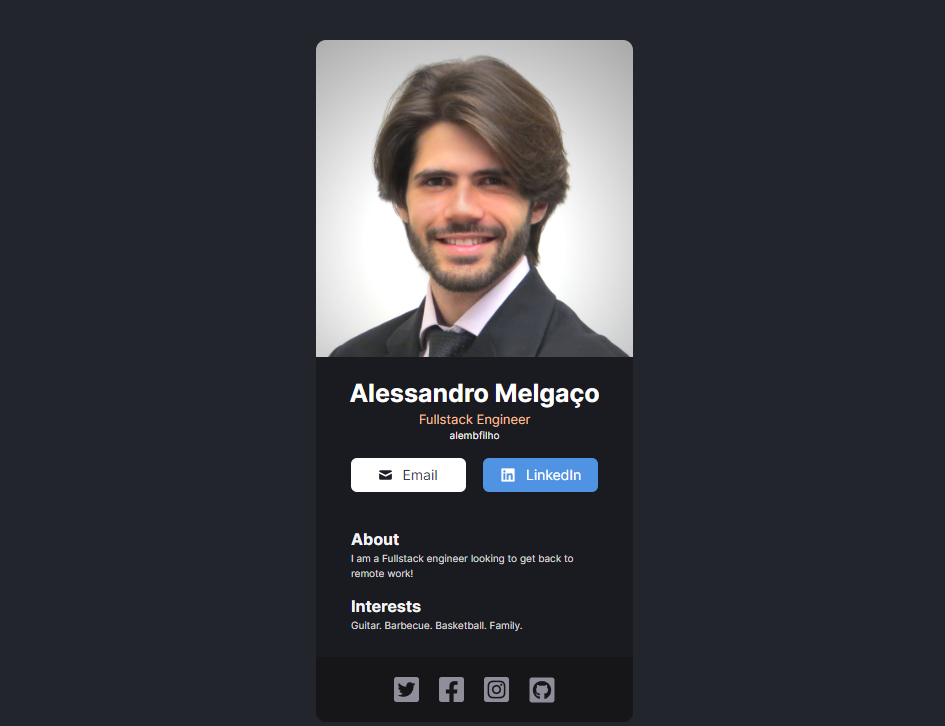 Alessandro Melgaço
Fullstack Engineer
alembfilho
Email
LinkedIn
About
I am a Fullstack engineer looking to get back to
remote work!
Interests
Guitar. Barbecue. Basketball. Family.